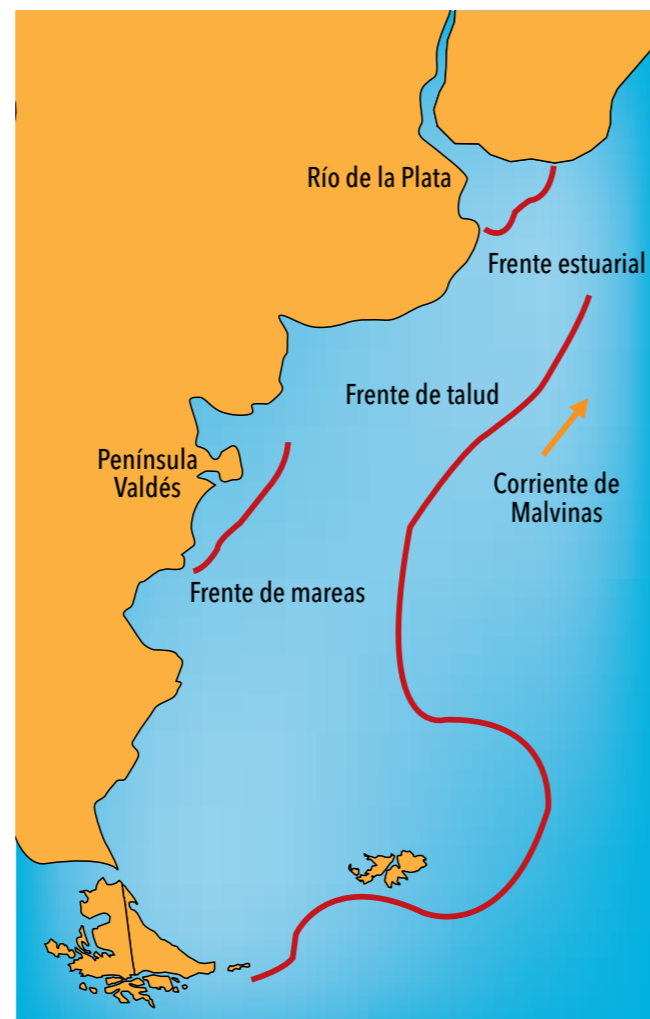 Río de la Plata
Frente estuarial
Frente de talud
Península
Valdés
Corriente de
Malvinas
Frente de mareas